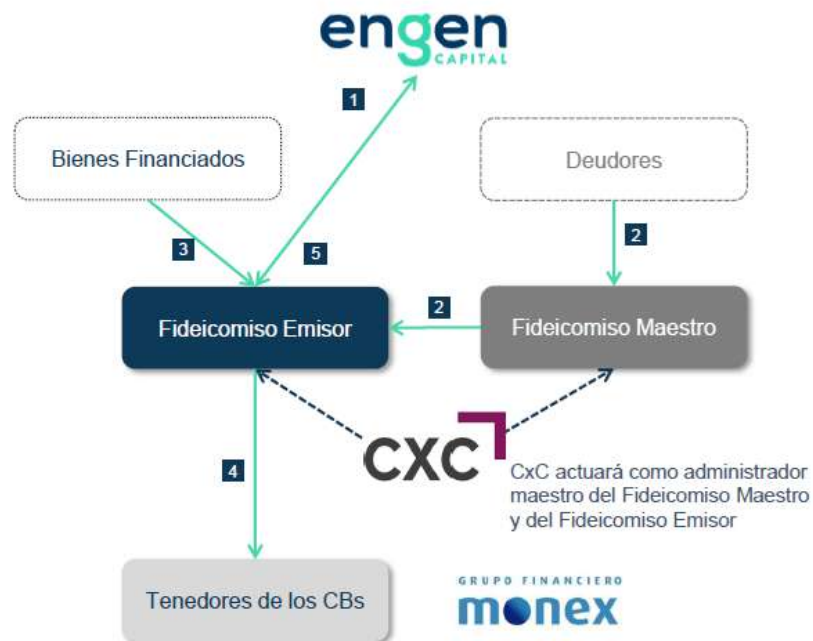 engen
CAPITAL
1
Bienes Financiados
Deudores
3
5
2
Fideicomiso Emisor
2
Fideicomiso Maestro
CXC
4
CxC actuará como administrador
maestro del Fideicomiso Maestro
y del Fideicomiso Emisor
Tenedores de los CBs
GRUPO FINANCIERO
monex